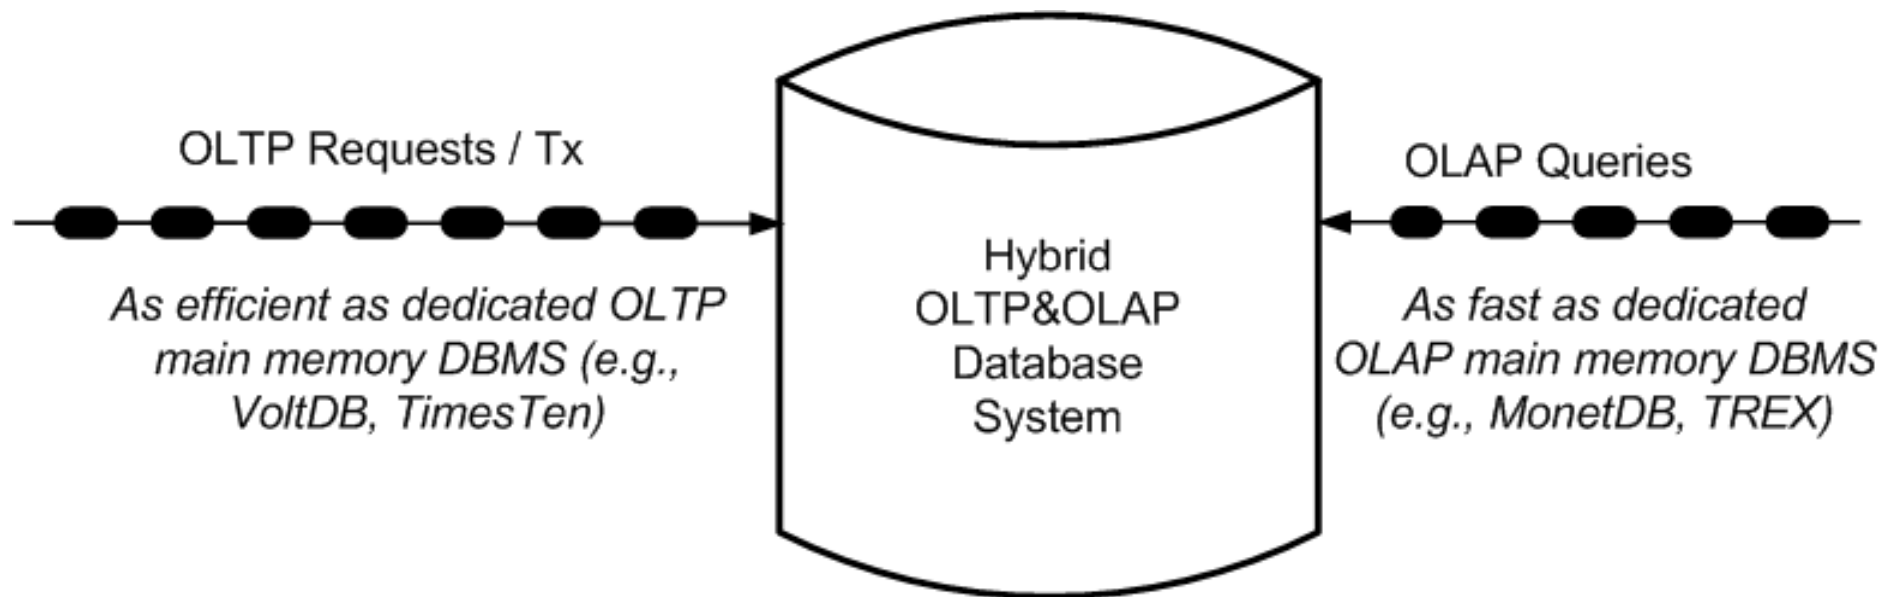 OLTP Requests / Tx
As efficient as dedicated OLTP
main memory DBMS (e.g.,
VoltDB, TimesTen)
Hybrid
OLTP&OLAP
Database
System
OLAP Queries
As fast as dedicated
OLAP main memory DBMS
(e.g., MonetDB, TREX)